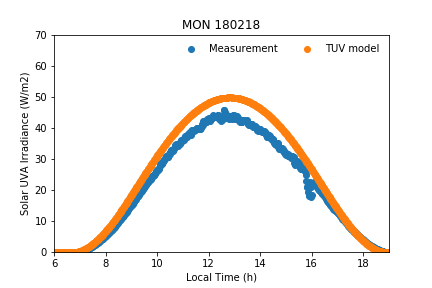 MON 180218
Measurement TUV model
Solar UVA Irradiance (W/m2)
70
60
50
40
30
20
10
0
6 8 10 12 14 16 18
Local Time (h)